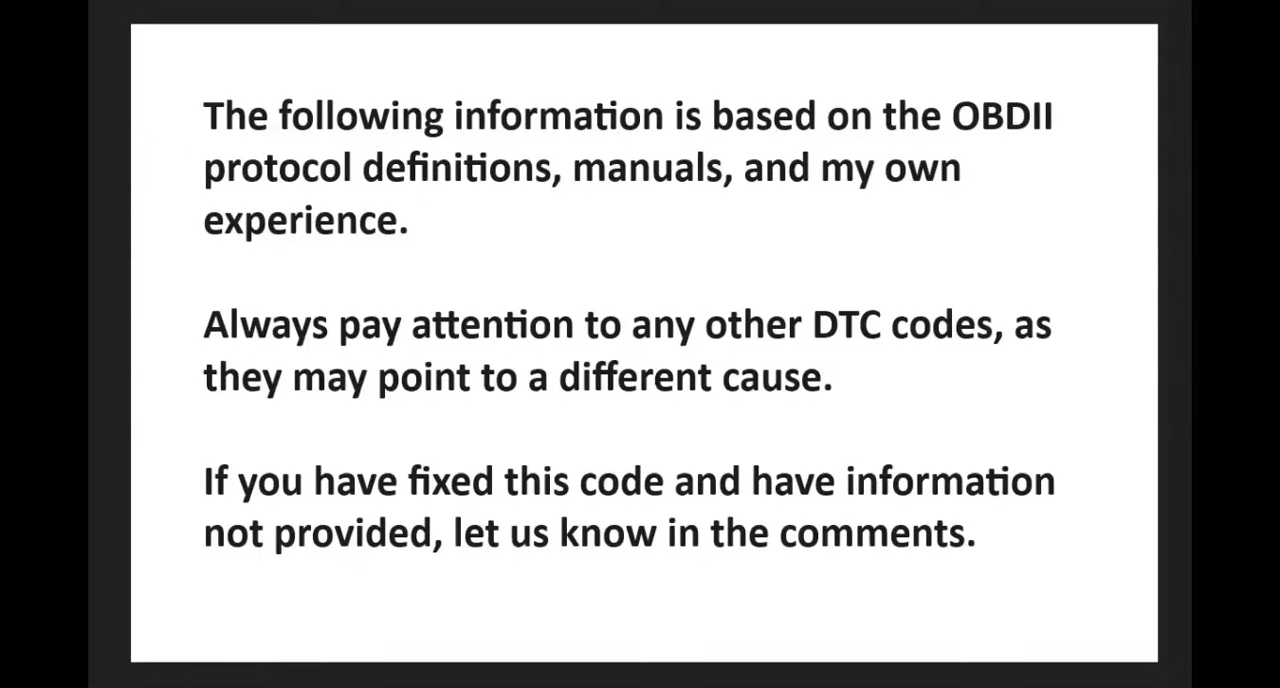 The following information is based on the OBDII
protocol definitions, manuals, and my own
experience.
Always pay attention to any other DTC codes, as
they may point to a different cause.
If you have fixed this code and have information
not provided, let us know in the comments.